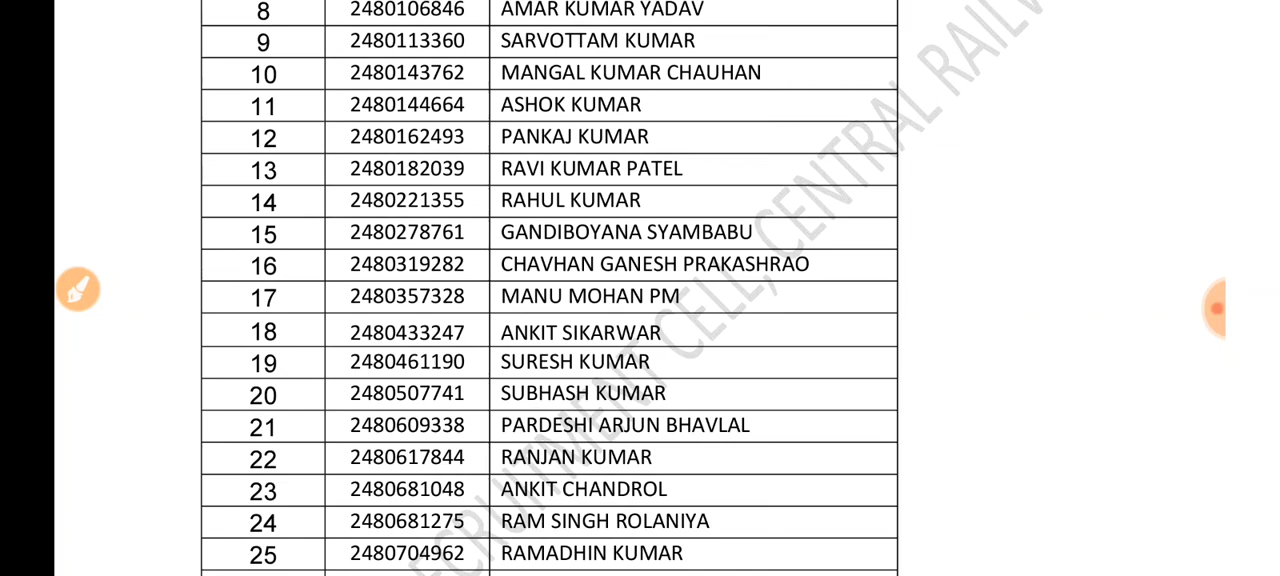 8 2480106846 AMAR KUMAR YADAV
9 2480113360 SARVOTTAM KUMAR
10 2480143762 MANGAL KUMAR CHAUHAN
11 2480144664 ASHOK KUMAR
12 2480162493 PANKAJ KUMAR
13 2480182039 RAVI KUMAR PATEL
14 2480221355 RAHUL KUMAR
15 2480278761 GANDIBOYANA SYAMBABU
16 2480319282 CHAVHAN GANESH PRAKASHRAO
17 2480357328 MANU MOHAN PM
18 2480433247 ANKIT SIKARWAR
19 2480461190 SURESH KUMAR
20 2480507741 SUBHASH KUMAR
21 2480609338 PARDESHI ARJUN BHAVLAL
22 2480617844 RANJAN KUMAR
23 2480681048 ANKIT CHANDROL
24 2480681275 RAM SINGH ROLANIYA
25 2480704962 RAMADHIN KUMAR
ECRUITMENT CELL, CENTRAL RAILW